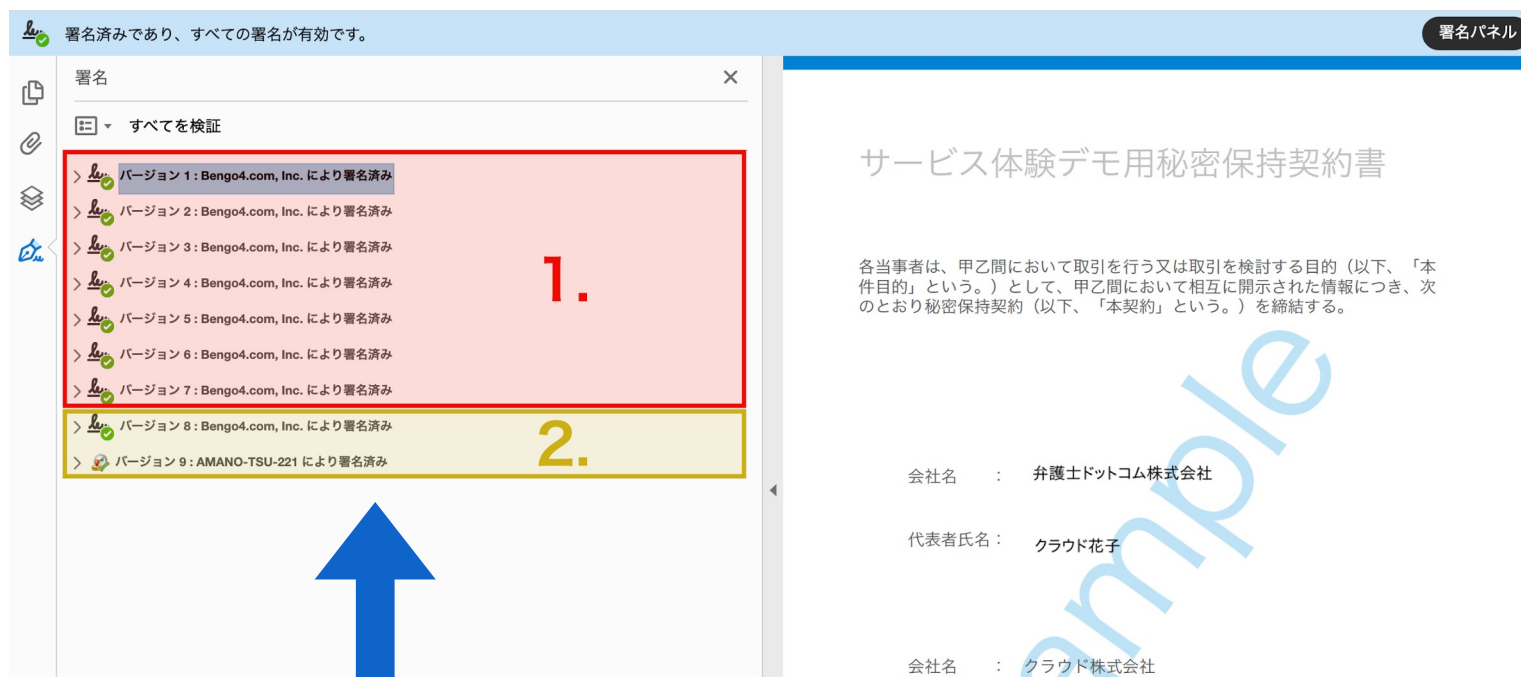 署名済みであり、すべての署名が有効です。
署名パネル
署名
すべてを検証
バージョン 1 : Bengo4.com, Inc. により署名済み
バージョン 2 : Bengo4.com, Inc. により署名済み
バージョン 3 : Bengo4.com, Inc. により署名済み
バージョン 4 : Bengo4.com, Inc. により署名済み
バージョン 5 : Bengo4.com, Inc. により署名済み
バージョン 6 : Bengo4.com, Inc. により署名済み
バージョン 7 : Bengo4.com, Inc. により署名済み
1.
バージョン 8 : Bengo4.com, Inc. により署名済み
バージョン 9 : AMANO-TSU-221 により署名済み
2.
サービス体験デモ用秘密保持契約書
各当事者は、甲乙間において取引を行う又は取引を検討する目的（以下、「本
件目的」という。）として、甲乙間において相互に開示された情報につき、次
のとおり秘密保持契約（以下、「本契約」という。）を締結する。
会社名 : 弁護士ドットコム株式会社
代表者氏名： クラウド花子
会社名 : クラウド株式会社
ample